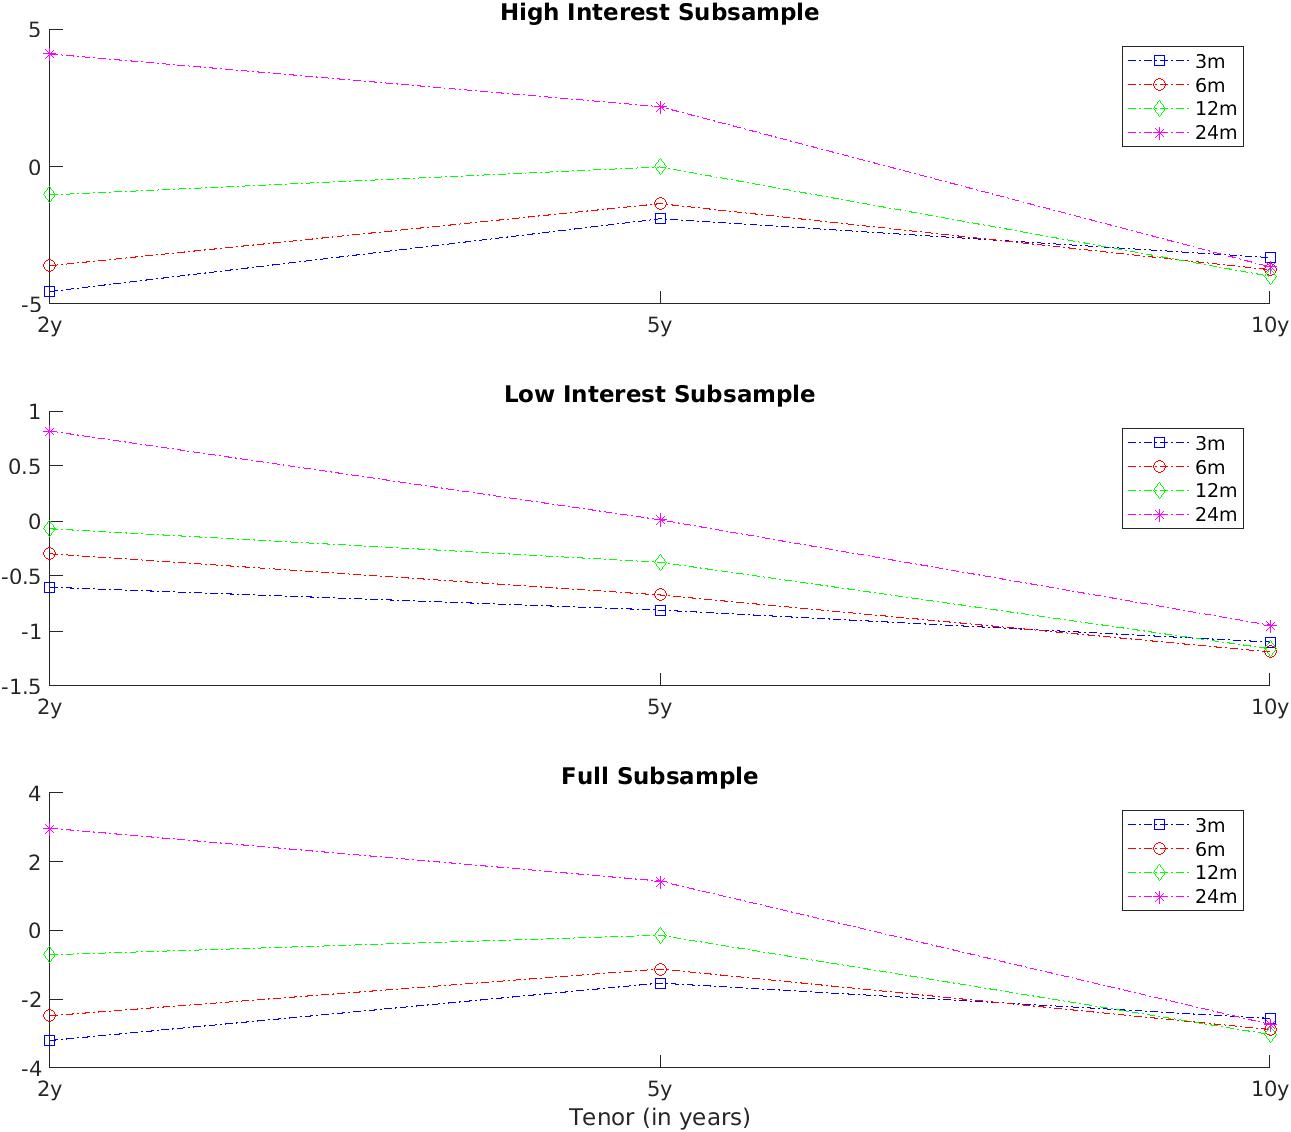 High Interest Subsample
5
0
-5
2y
5y
10y
3m
6m
12m
24m
Low Interest Subsample
1
0.5
0
-0.5
-1
-1.5
2y
5y
10y
3m
6m
12m
24m
Full Subsample
4
2
0
-2
-4
2y
5y
10y
3m
6m
12m
24m
Tenor (in years)